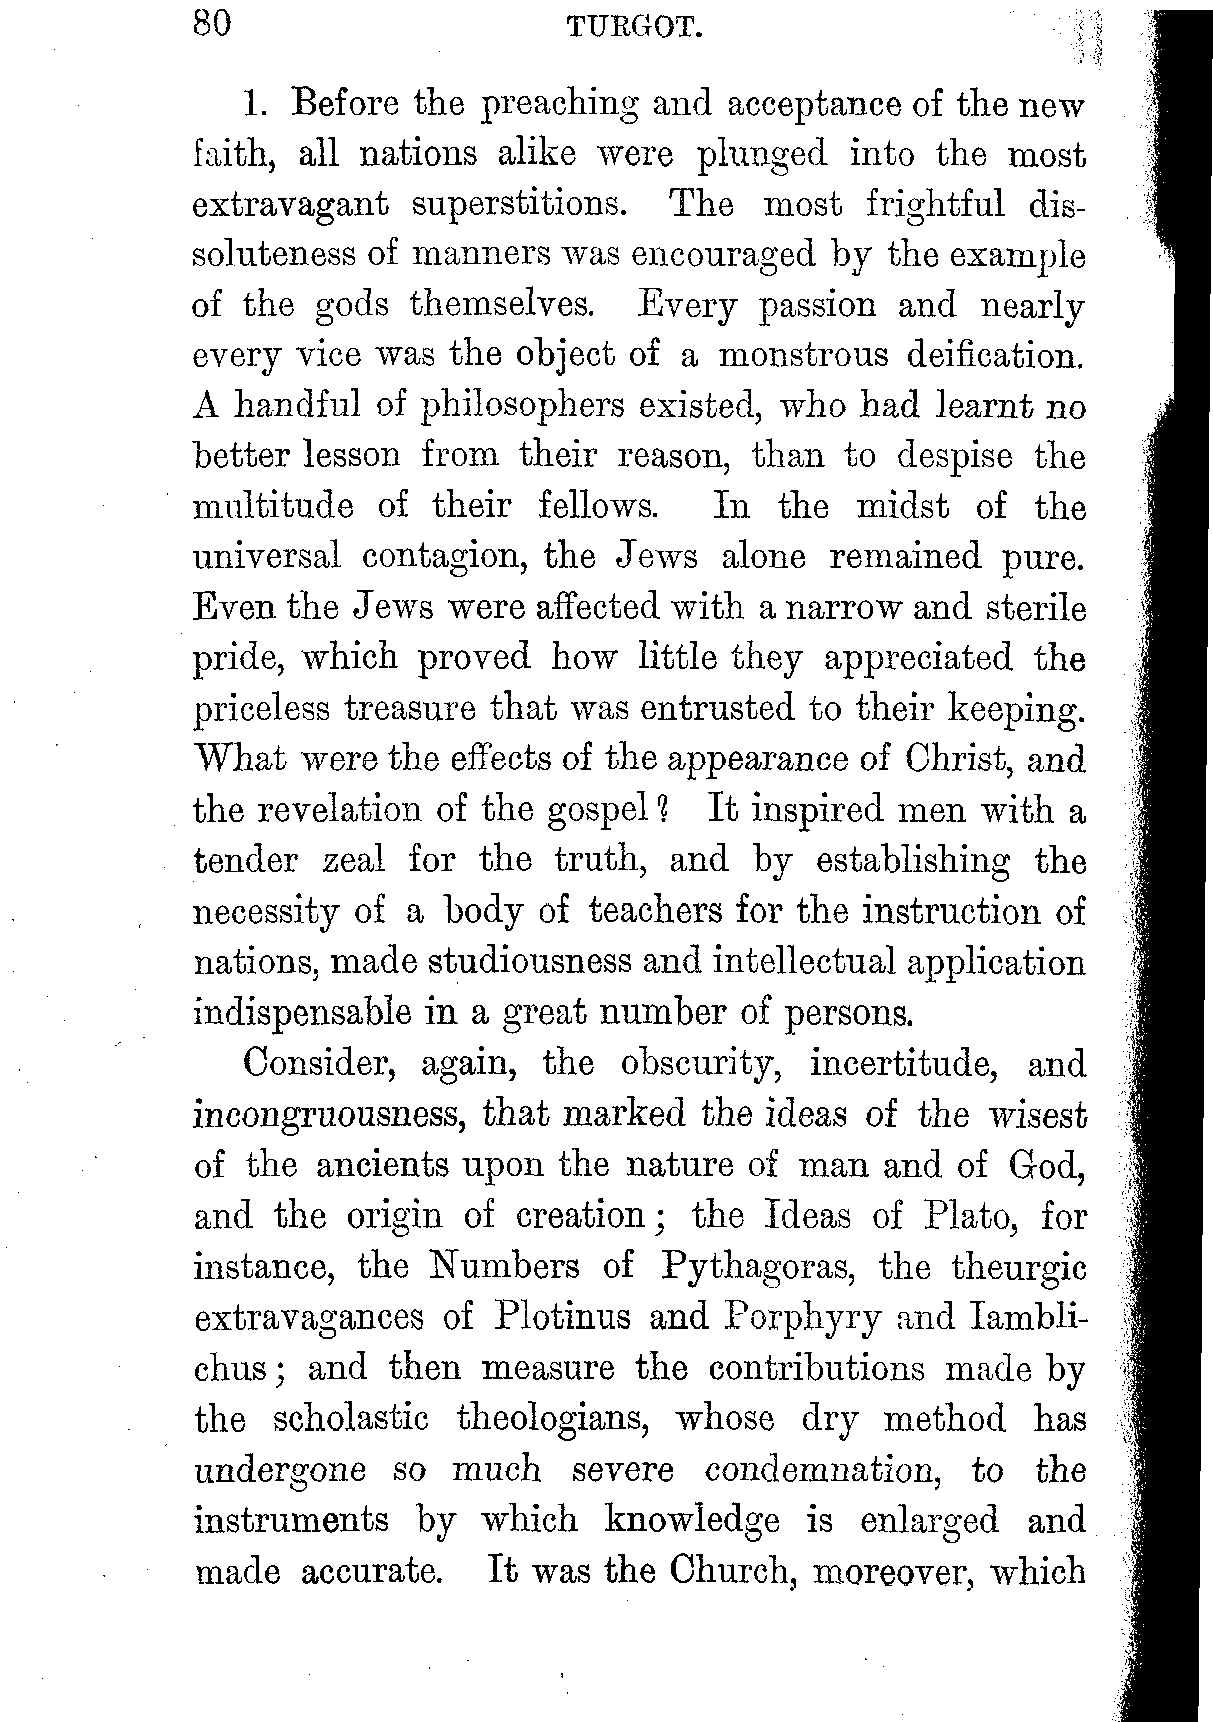 80 TURGOT.
1. Before the preaching and acceptance of the new
faith, all nations alike were plunged into the most
extravagant superstitions. The most frightful dis-
soluteness of manners was encouraged by the example
of the gods themselves. Every passion and nearly
every vice was the object of a monstrous deification.
A handful of philosophers existed, who had learnt no
better lesson from their reason, than to despise the
multitude of their fellows. In the midst of the
universal contagion, the Jews alone remained pure.
Even the Jews were affected with a narrow and sterile
pride, which proved how little they appreciated the
priceless treasure that was entrusted to their keeping.
What were the effects of the appearance of Christ, and
the revelation of the gospel? It inspired men with a
tender zeal for the truth, and by establishing the
necessity of a body of teachers for the instruction of
nations, made studiousness and intellectual application
indispensable in a great number of persons.
Consider, again, the obscurity, incertitude, and
incongruousness, that marked the ideas of the wisest
of the ancients upon the nature of man and of God,
and the origin of creation; the Ideas of Plato, for
instance, the Numbers of Pythagoras, the theurgic
extravagances of Plotinus and Porphyry and Iambli-
chus; and then measure the contributions made by
the scholastic theologians, whose dry method has
undergone so much severe condemnation, to the
instruments by which knowledge is enlarged and
made accurate. It was the Church, moreover, which